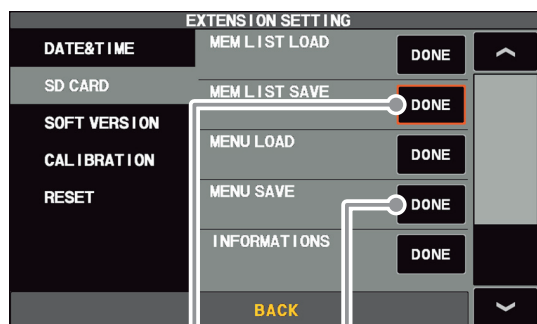 EXTENSION SETTING
DATE&TIME
SD CARD
SOFT VERSION
CALIBRATION
RESET
MEM LIST LOAD DONE
MEM LIST SAVE DONE
MENU LOAD DONE
MENU SAVE DONE
INFORMATIONS DONE
BACK